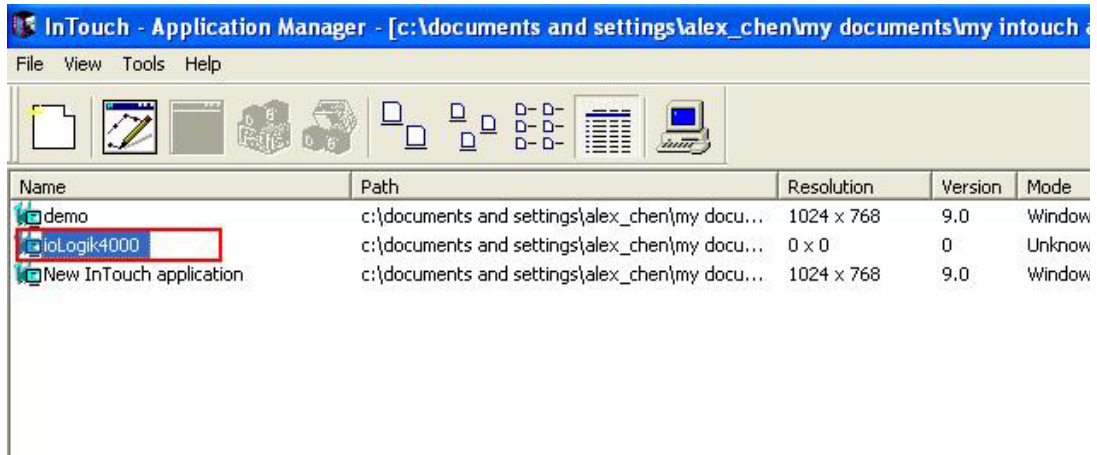 InTouch - Application Manager - [c:\documents and settings\alex_chen\my documents\my intouch
File View Tools Help
Name Path Resolution Version Mode
demo c:\documents and settings\alex_chen\my docu... 1024 x 768 9.0 Window
ioLogik4000 c:\documents and settings\alex_chen\my docu... 0 x 0 0 Unknow
New InTouch application c:\documents and settings\alex_chen\my docu... 1024 x 768 9.0 Window